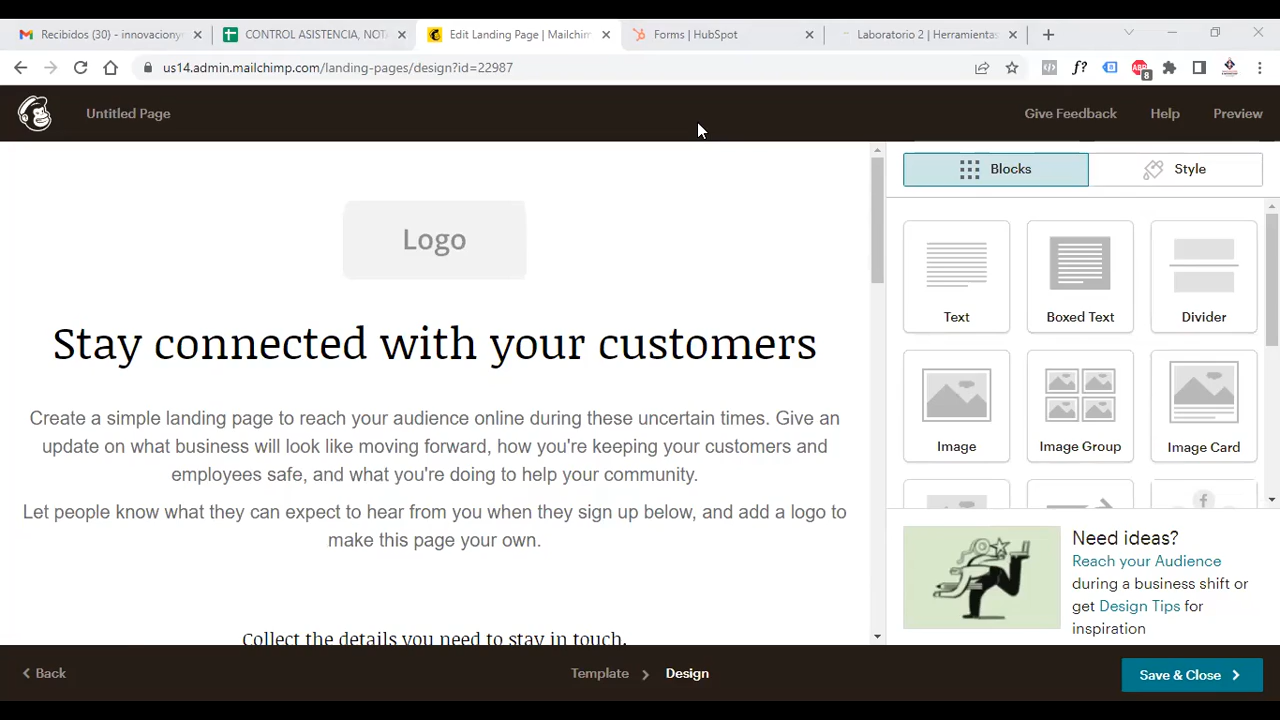 Recibidos (30) - innovaciony
CONTROL ASISTENCIA, NOT
Edit Landing Page | Mailchim
Forms | HubSpot
Laboratorio 2 | Herramientas
us14.admin.mailchimp.com/landing-pages/design?id=22987
f?
ABP
8
Untitled Page
Give Feedback
Help
Preview
Logo
Stay connected with your customers
Create a simple landing page to reach your audience online during these uncertain times. Give an
update on what business will look like moving forward, how you're keeping your customers and
employees safe, and what you're doing to help your community.
Let people know what they can expect to hear from you when they sign up below, and add a logo to
make this page your own.
Collect the details you need to stay in touch.
Blocks
Style
Text
Boxed Text
Divider
Image
Image Group
Image Card
Need ideas?
Reach your Audience
during a business shift or
get Design Tips for
inspiration
Back
Template
Design
Save & Close